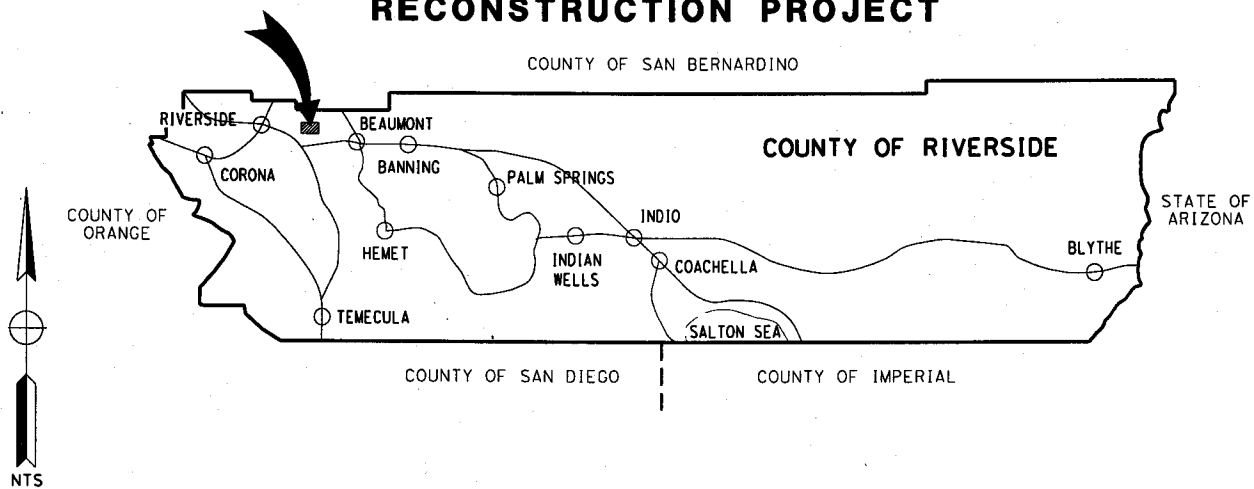 RECONSTRUCTION PROJECT
COUNTY OF SAN BERNARDINO
RIVERSIDE
BEAUMONT
COUNTY OF RIVERSIDE
BANNING
CORONA
PALM SPRINGS
STATE OF
ARIZONA
COUNTY OF
ORANGE
INDIO
HEMET
BLYTHE
INDIAN
WELLS
COACHELLA
TEMECULA
SALTON SEA
COUNTY OF SAN DIEGO
COUNTY OF IMPERIAL
NTS